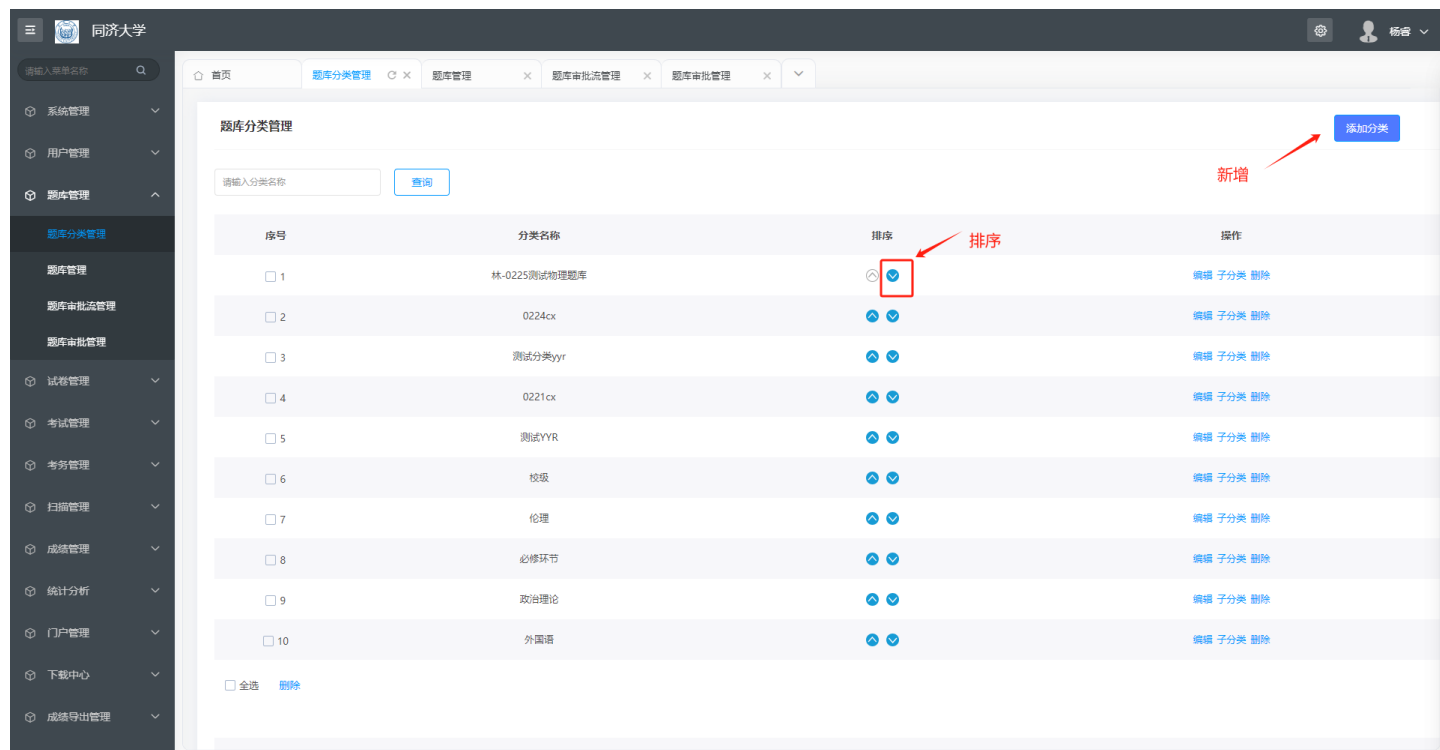 同济大学
杨睿
请输入菜单名称
首页
题库分类管理
题库管理
题库审批流管理
题库审批管理
系统管理
用户管理
题库管理
题库分类管理
题库管理
题库审批流管理
题库审批管理
试卷管理
考试管理
考务管理
扫描管理
成绩管理
统计分析
门户管理
下载中心
成绩导出管理
题库分类管理
添加分类
新增
请输入分类名称
查询
序号 分类名称 排序 操作
排序
1 林-0225测试物理题库 编辑 子分类 删除
2 0224cx 编辑 子分类 删除
3 测试分类yyr 编辑 子分类 删除
4 0221cx 编辑 子分类 删除
5 测试YYR 编辑 子分类 删除
6 校级 编辑 子分类 删除
7 伦理 编辑 子分类 删除
8 必修环节 编辑 子分类 删除
9 政治理论 编辑 子分类 删除
10 外国语 编辑 子分类 删除
全选 删除